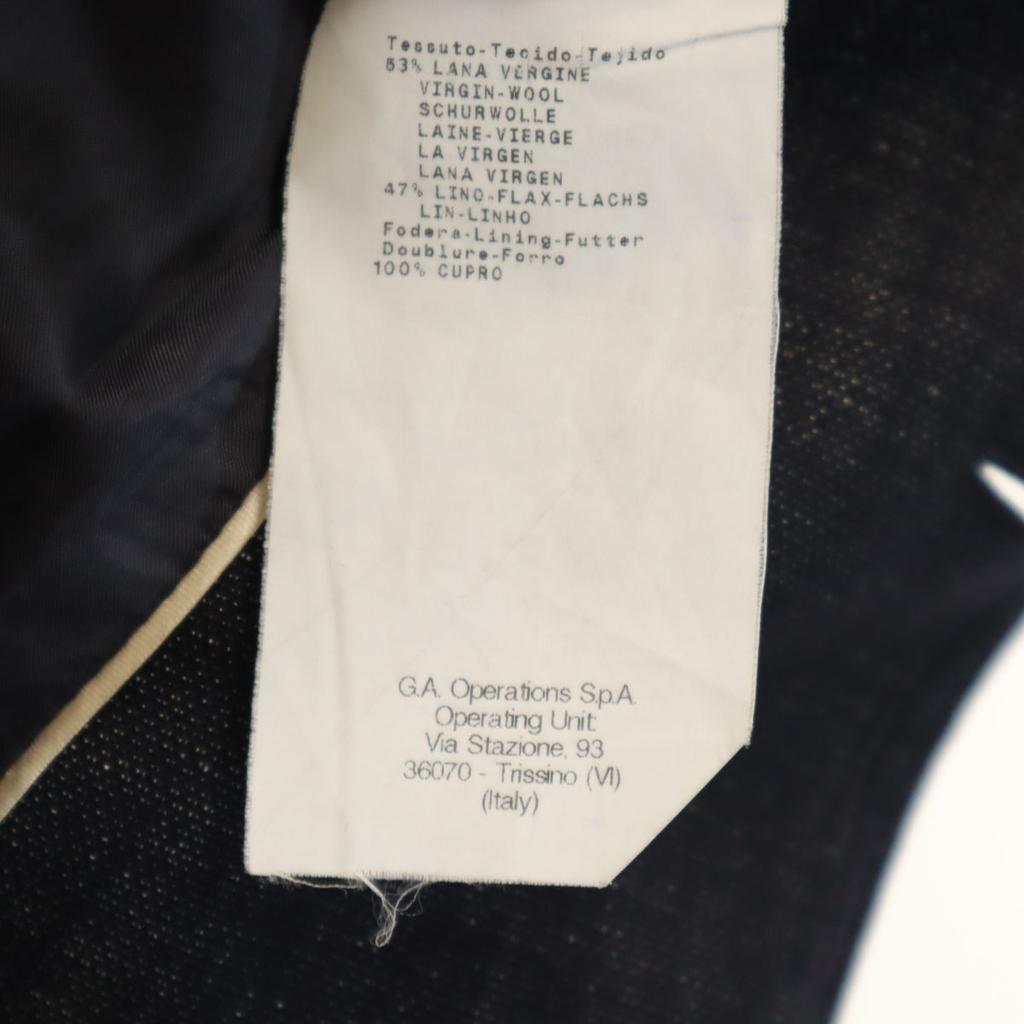 Tessuto-Tecido-Tejido
53% LANA VERGINE
VIRGIN-WOOL
SCHURWOLLE
LAINE-VIERGE
LA VIRGEN
LANA VIRGEN
47% LINO-FLAX-FLACHS
LIN-LINHO
Fodera-Lining-Futter
Doublure-Forro
100% CUPRO
G.A. Operations S.p.A.
Operating Unit:
Via Stazione, 93
36070 - Trissino (VI)
(Italy)